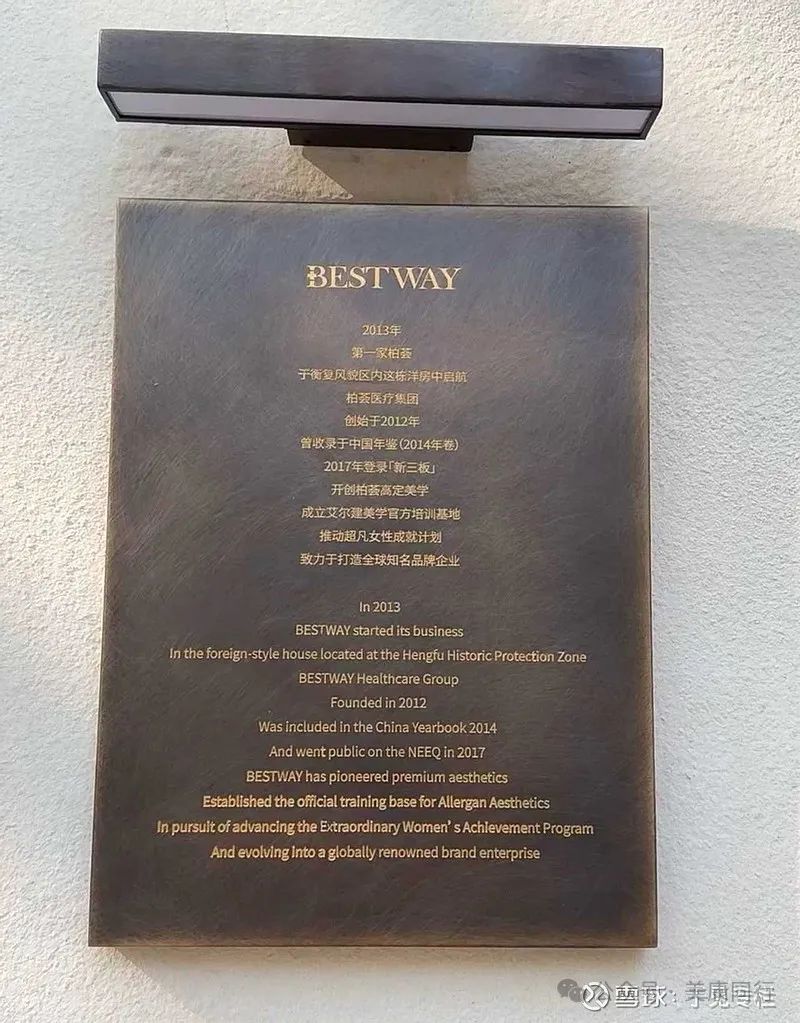 BESTWAY
2013年
第一家柏荟
于衡复风貌区内这栋洋房中启航
柏荟医疗集团
创始于2012年
曾收录于中国年鉴(2014年卷)
2017年登录「新三板」
开创柏荟高定美学
成立艾尔建美学官方培训基地
推动超凡女性成就计划
致力于打造全球知名品牌企业
In 2013
BESTWAY started its business
In the foreign-style house located at the Hengfu Historic Protection Zone
BESTWAY Healthcare Group
Founded in 2012
Was included in the China Yearbook 2014
And went public on the NEEQ in 2017
BESTWAY has pioneered premium aesthetics
Established the official training base for Allergan Aesthetics
In pursuit of advancing the Extraordinary Women's Achievement Program
And evolving into a globally renowned brand enterprise